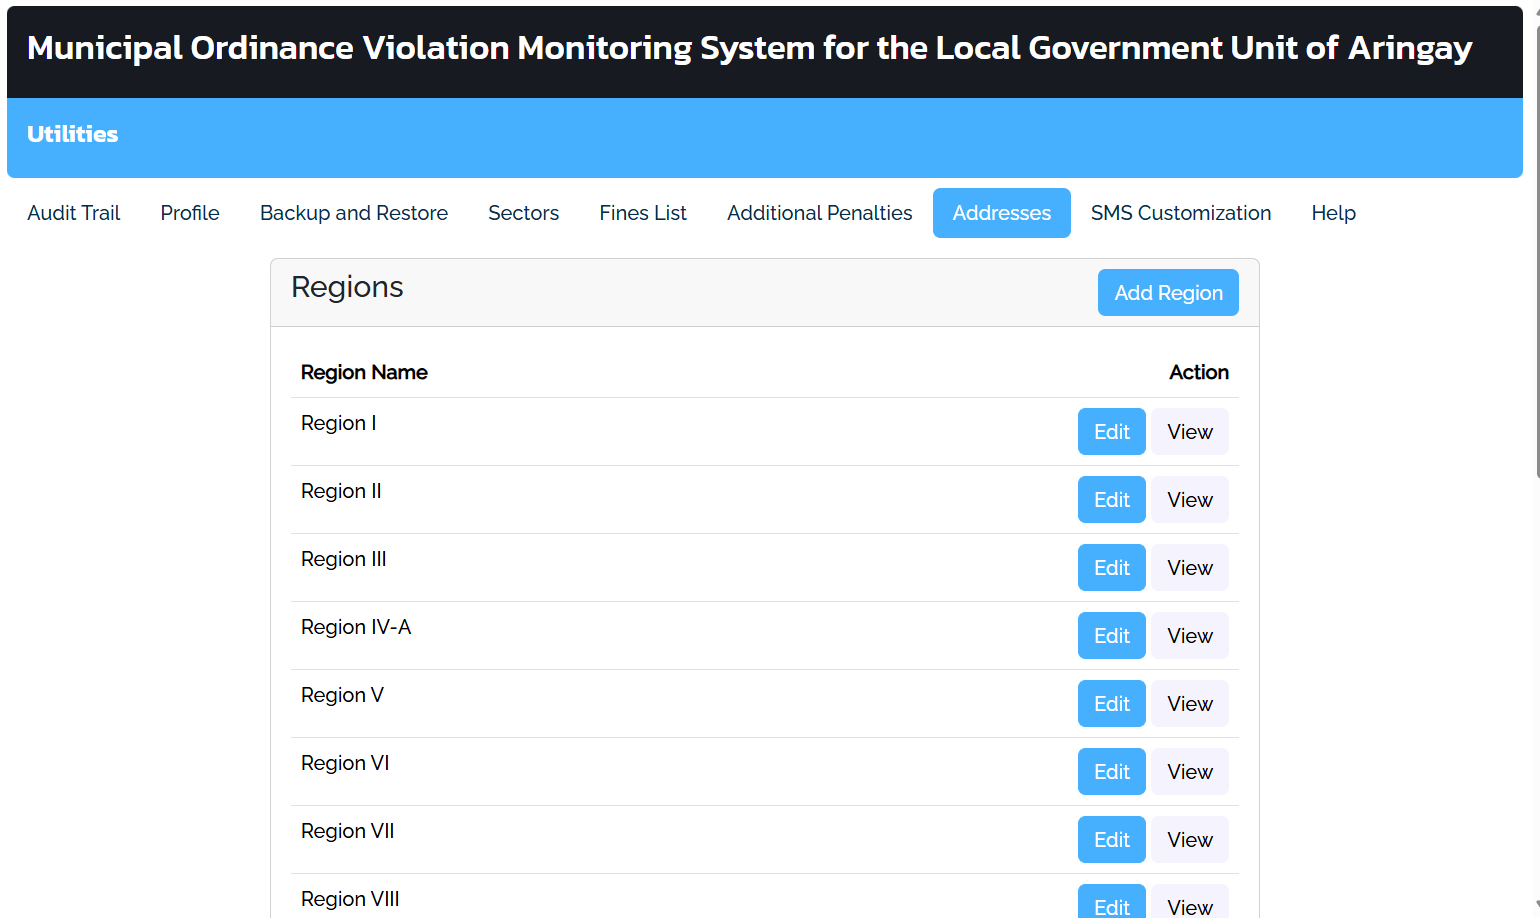 Municipal Ordinance Violation Monitoring System for the Local Government Unit of Aringay
Utilities
Audit Trail Profile Backup and Restore Sectors Fines List Additional Penalties Addresses SMS Customization Help
Regions Add Region
Region Name Action
Region I Edit View
Region II Edit View
Region III Edit View
Region IV-A Edit View
Region V Edit View
Region VI Edit View
Region VII Edit View
Region VIII Edit View